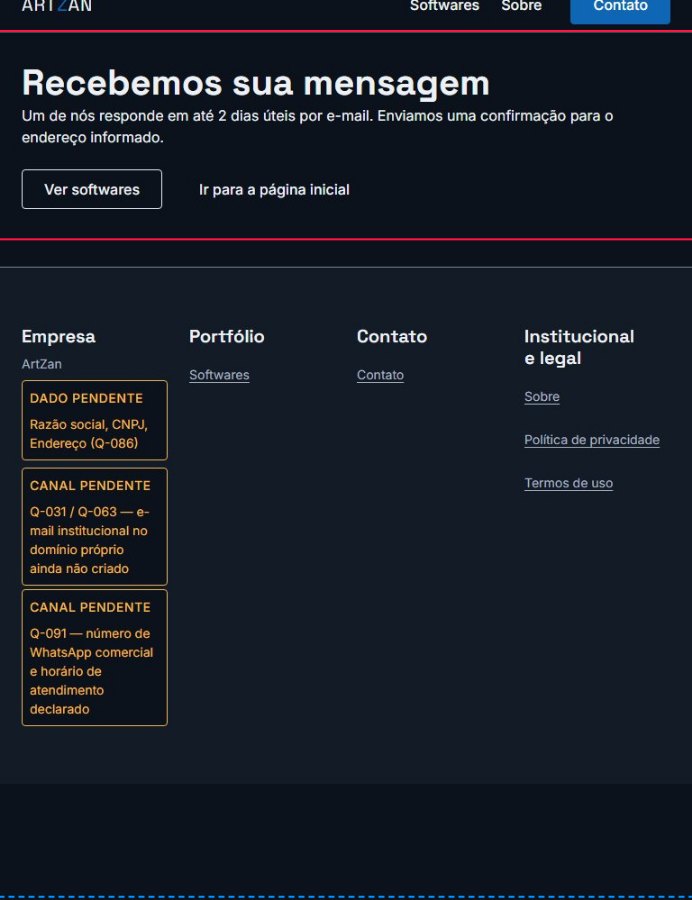 ARTZAN
Softwares
Sobre
Contato
Recebemos sua mensagem
Um de nós responde em até 2 dias úteis por e-mail. Enviamos uma confirmação para o
endereço informado.
Ver softwares
Ir para a página inicial
Empresa
ArtZan
DADO PENDENTE
Razão social, CNPJ,
Endereço (Q-086)
CANAL PENDENTE
Q-031 / Q-063 — e-
mail institucional no
domínio próprio
ainda não criado
CANAL PENDENTE
Q-091 — número de
WhatsApp comercial
e horário de
atendimento
declarado
Portfólio
Softwares
Contato
Contato
Institucional
e legal
Sobre
Política de privacidade
Termos de uso